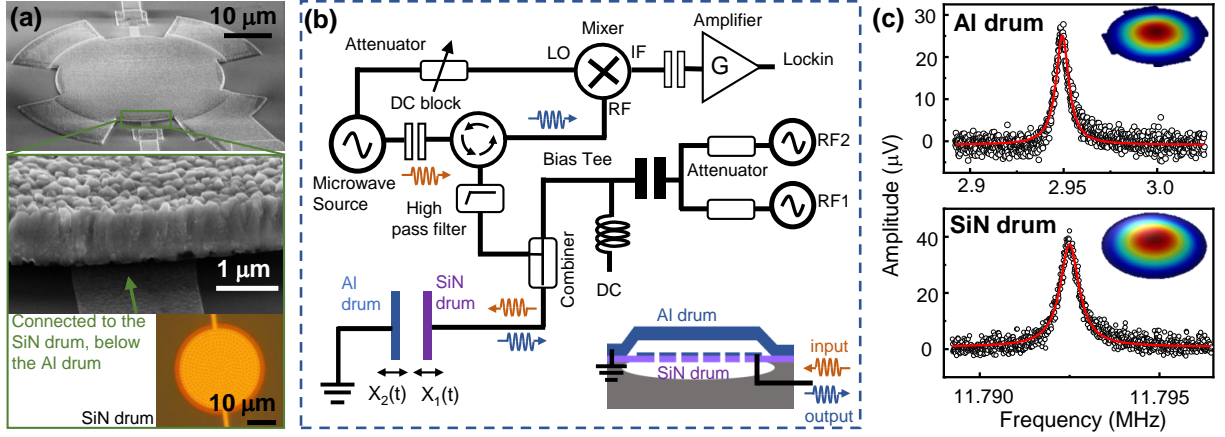 (a)
10 μm
1 μm
Connected to the
SiN drum, below
the Al drum
SiN drum
10 μm
(b)
Attenuator
LO
Mixer
IF
RF
Amplifier
G
Lockin
DC block
Microwave
Source
High
pass filter
Bias Tee
Attenuator
RF2
RF1
Combiner
DC
Al
drum
SiN
drum
X2(t)
X1(t)
Al drum
SiN drum
input
output
(c)
Al drum
30
20
10
0
2.9
2.95
3.0
Amplitude (μV)
SiN drum
40
20
0
11.790
11.795
Frequency (MHz)